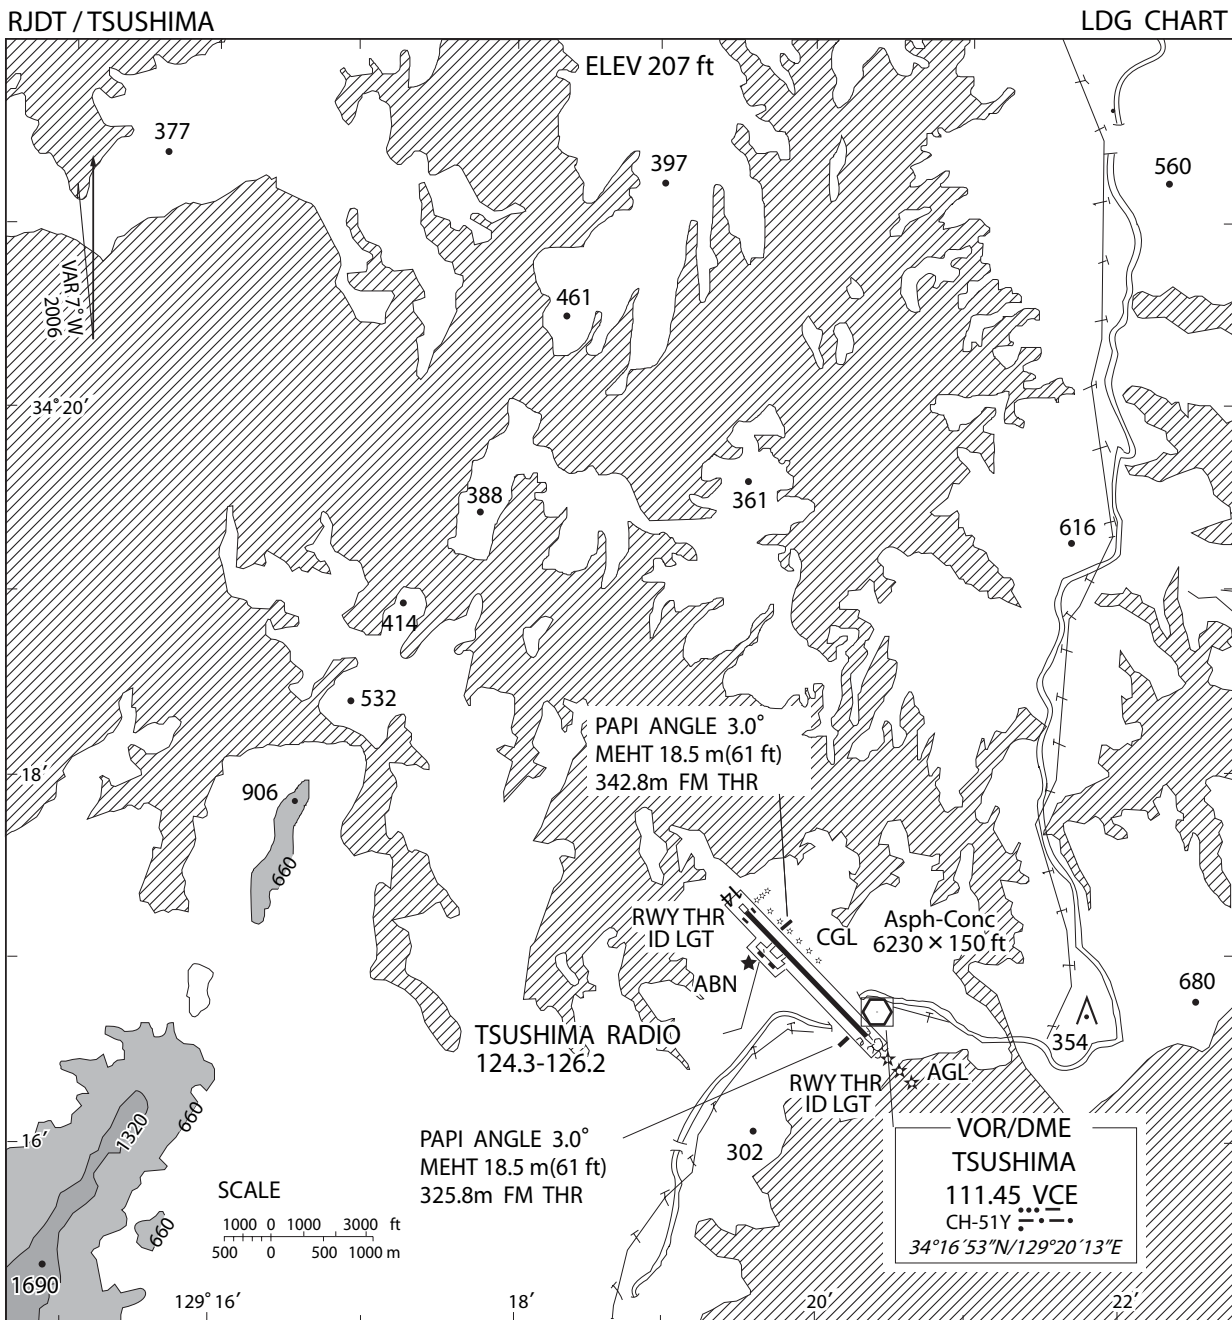 RJDT / TSUSHIMA
LDG CHART
ELEV 207 ft
377
397
560
VAR 7° W
2006
461
34° 20′
388
361
616
414
532
PAPI ANGLE 3.0°
MEHT 18.5 m(61 ft)
342.8m FM THR
18′
906
660
14
RWY THR
ID LGT
CGL
Asph-Conc
6230 × 150 ft
ABN
680
TSUSHIMA RADIO
124.3-126.2
354
RWY THR
ID LGT
AGL
1320
660
16′
PAPI ANGLE 3.0°
MEHT 18.5 m(61 ft)
325.8m FM THR
302
VOR/DME
TSUSHIMA
111.45 VCE
CH-51Y
34°16′53″N/129°20′13″E
SCALE
1000 0 1000 3000 ft
500 0 500 1000 m
660
1690
129° 16′
18′
20′
22′